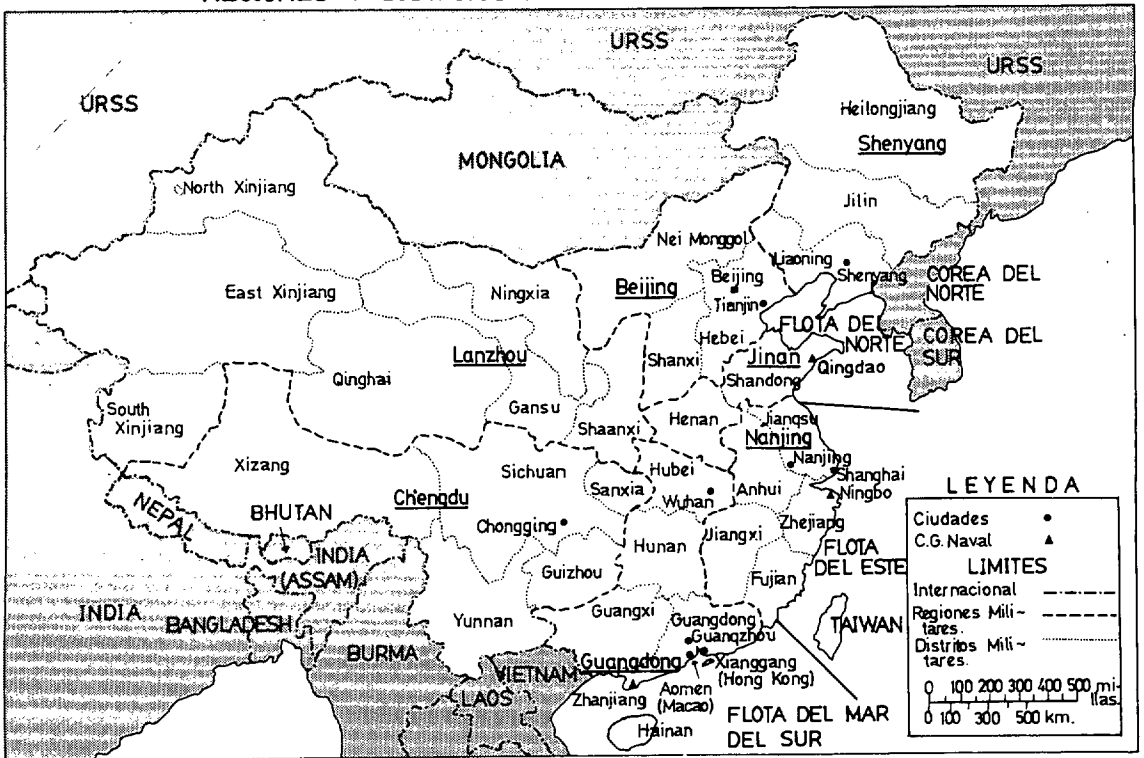 URSS
URSS
URSS
Heilongjiang
Shenyang
MONGOLIA
North Xinjiang
Jilin
Nei Monggol
Liaoning
Shenyang
Beijing
Beijing
Tianjin
COREA DEL
NORTE
East Xinjiang
Ningxia
FLOTA DEL
NORTE
COREA DEL
SUR
Hebei
Lanzhou
Shanxi
Jinan
Qingdao
Shandong
Qinghai
Gansu
Shaanxi
Henan
Jiangsu
Nanjing
Nanjing
South
Xinjiang
Xizang
Sichuan
Hubei
Shanghai
Sanxia
Wuhan
Anhui
Ningbo
Chengdu
NEPAL
BHUTAN
Chongging
Zhejiang
INDIA
(ASSAM)
Hunan
Jiangxi
FLOTA
DEL ESTE
Guizhou
Fujian
INDIA
BANGLADESH
Yunnan
Guangxi
Guangdong
Guangzhou
TAIWAN
BURMA
VIETNAM
Guangdong
Xianggang
(Hong Kong)
LAOS
Zhanjiang
Aomen
(Macao)
Hainan
FLOTA DEL MAR
DEL SUR
LEYENDA
Ciudades
C.G. Naval
LIMITES
Internacional
Regiones Mili-
tares.
Distritos Mili-
tares.
0 100 200 300 400 500 mi-
llas.
0 100 300 500 km.